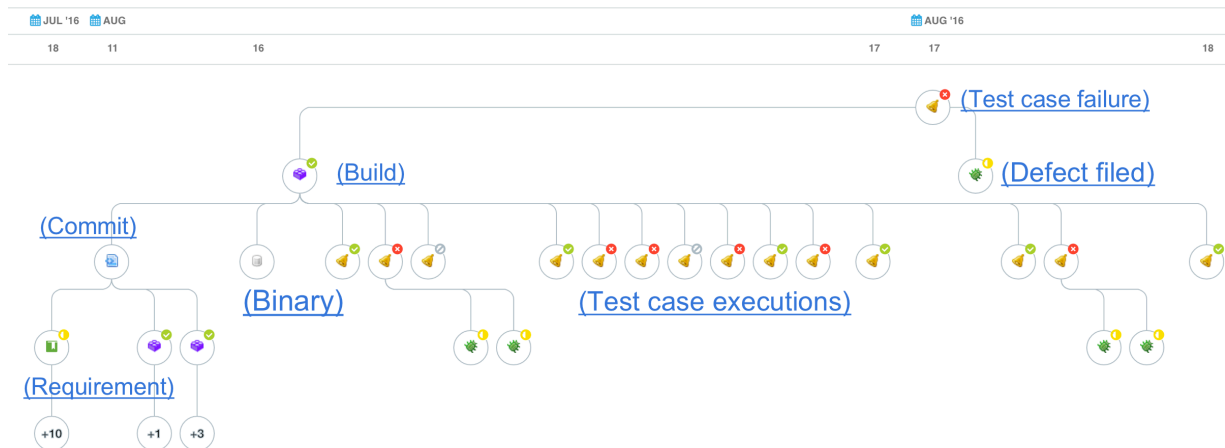 JUL '16 AUG AUG '16
18 11 16 17 17 18
(Test case failure)
(Build) (Defect filed)
(Commit)
(Binary) (Test case executions)
(Requirement)
+10 +1 +3